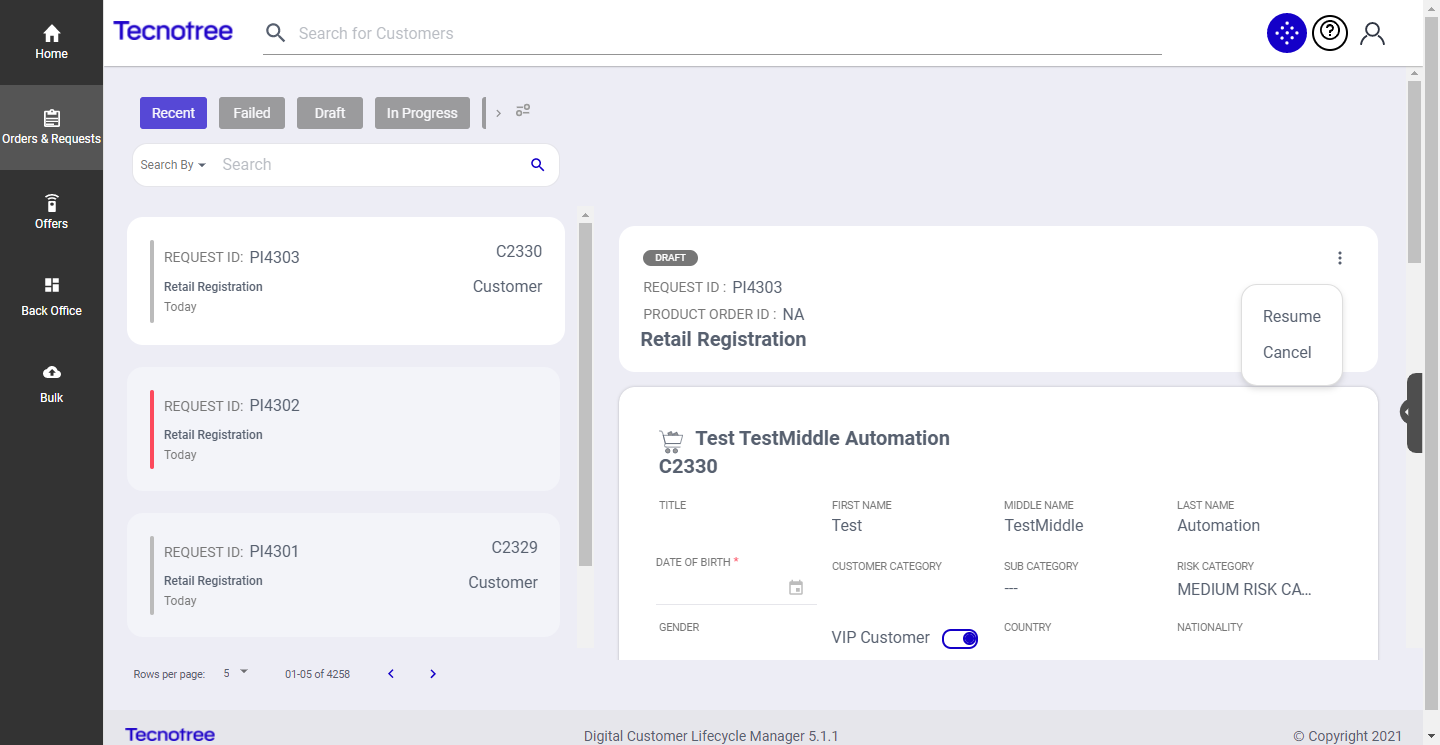 Home
Orders & Requests
Offers
Back Office
Bulk
Tecnotree
Search for Customers
Recent
Failed
Draft
In Progress
Search By
Search
REQUEST ID: PI4303
C2330
Retail Registration
Customer
Today
REQUEST ID: PI4302
Retail Registration
Today
REQUEST ID: PI4301
C2329
Retail Registration
Customer
Today
Rows per page: 5
01-05 of 4258
DRAFT
REQUEST ID : PI4303
PRODUCT ORDER ID : NA
Retail Registration
Resume
Cancel
Test TestMiddle Automation
C2330
TITLE
FIRST NAME
Test
MIDDLE NAME
TestMiddle
LAST NAME
Automation
DATE OF BIRTH *
CUSTOMER CATEGORY
SUB CATEGORY
---
RISK CATEGORY
MEDIUM RISK CA...
GENDER
VIP Customer
COUNTRY
NATIONALITY
Tecnotree
Digital Customer Lifecycle Manager 5.1.1
© Copyright 2021